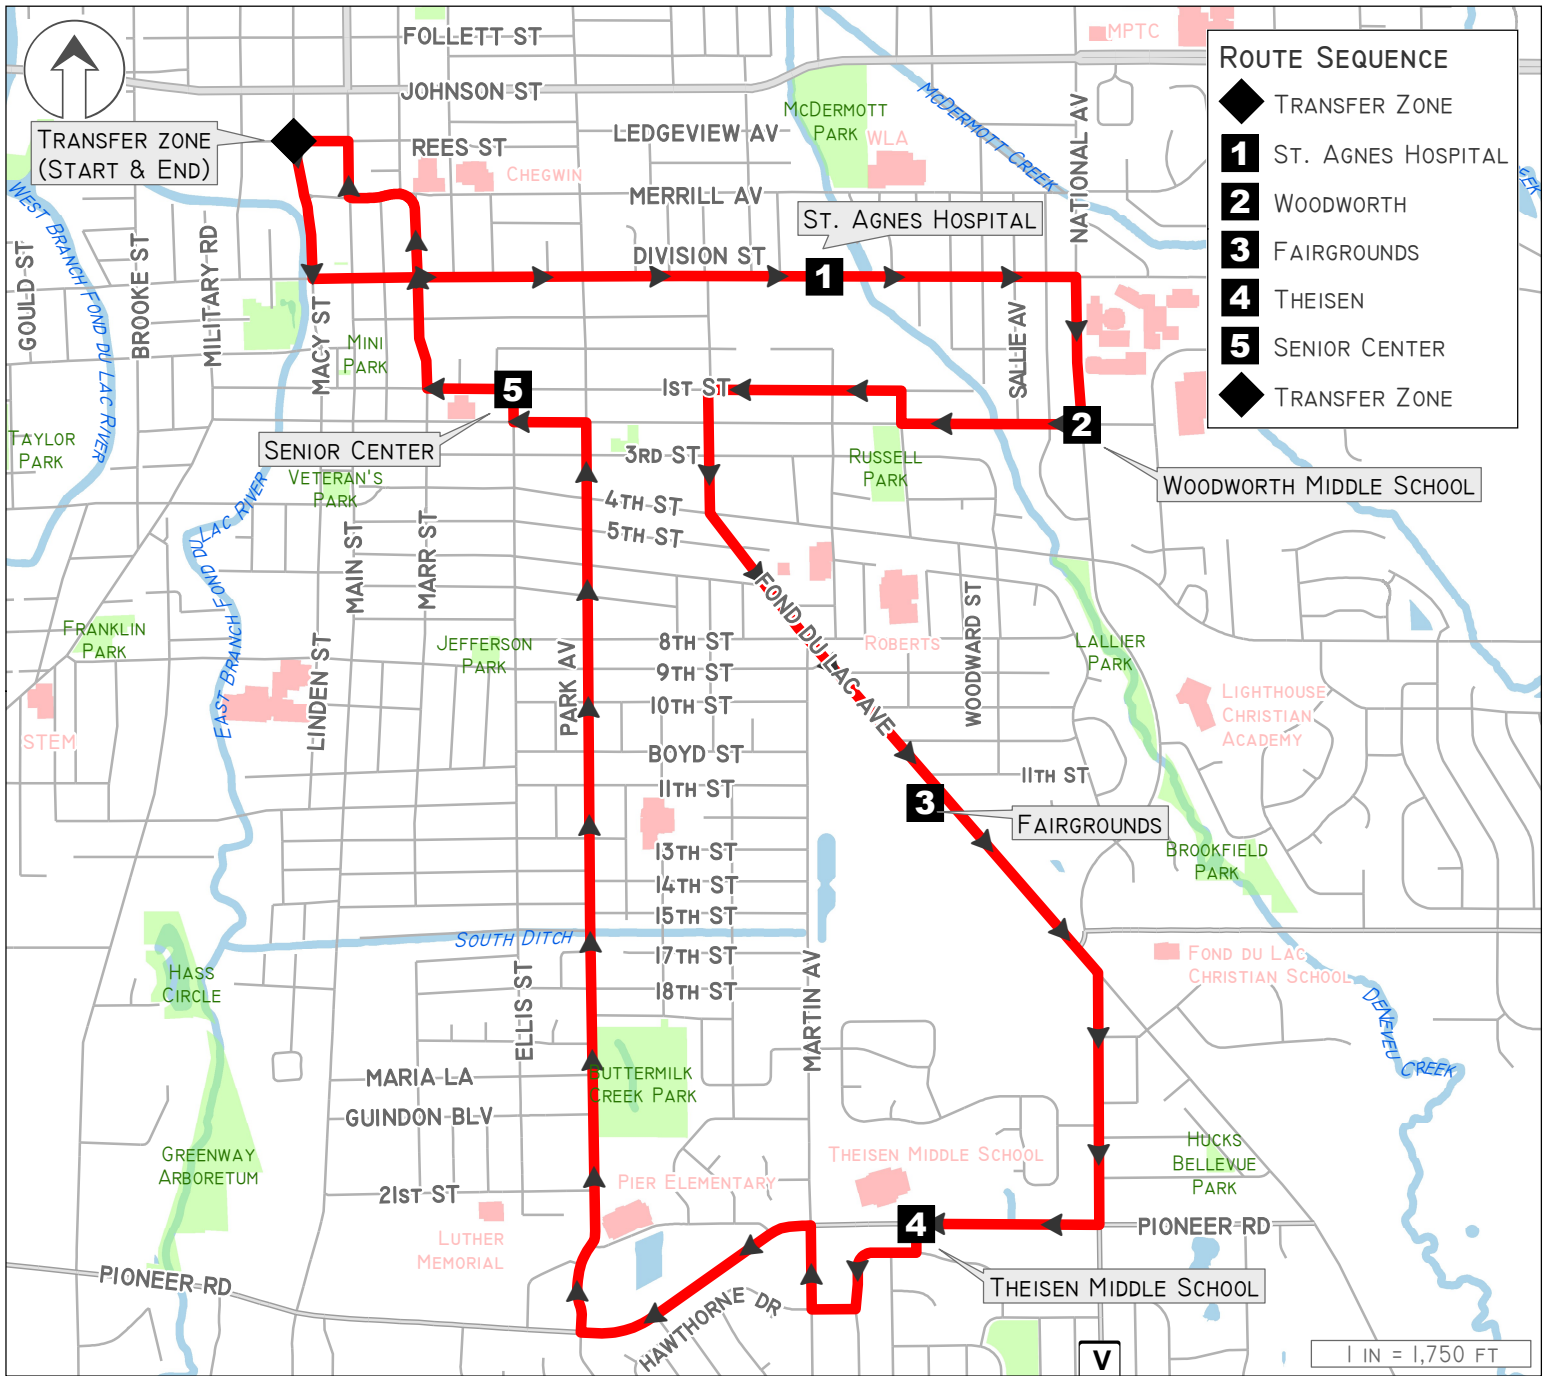 FOLLETT ST
MPTC
ROUTE SEQUENCE
TRANSFER ZONE
1 ST. AGNES HOSPITAL
2 WOODWORTH
3 FAIRGROUNDS
4 THEISEN
5 SENIOR CENTER
TRANSFER ZONE
JOHNSON ST
MCDERMOTT CREEK
MCDERMOTT
PARK
NATIONAL AV
TRANSFER ZONE
(START & END)
REES ST
LEDGEVIEW AV
WLA
CHEGWIN
MERRILL AV
EEK
WEST BRANCH FOND DU LAC RIVER
ST. AGNES HOSPITAL
GOULD ST
BROOKE ST
MILITARY RD
DIVISION ST
1
MACY ST
MINI
PARK
SALLIE AV
5
1ST ST
2
TAYLOR
PARK
SENIOR CENTER
3RD ST
RUSSELL
PARK
VETERAN'S
PARK
WOODWORTH MIDDLE SCHOOL
4TH ST
5TH ST
EAST BRANCH FOND DU LAC RIVER
MAIN ST
MARR ST
FOND DU LAC AVE
WOODWARD ST
FRANKLIN
PARK
JEFFERSON
PARK
8TH ST
ROBERTS
LALLIER
PARK
9TH ST
LINDEN ST
PARK AV
10TH ST
LIGHTHOUSE
CHRISTIAN
ACADEMY
STEM
BOYD ST
11TH ST
11TH ST
3
FAIRGROUNDS
13TH ST
BROOKFIELD
PARK
14TH ST
15TH ST
SOUTH DITCH
17TH ST
FOND DU LAC
CHRISTIAN SCHOOL
HASS
CIRCLE
18TH ST
ELLIS ST
MARTIN AV
DENEVEU CREEK
MARIA LA
BUTTERMILK
CREEK PARK
GUINDON BLV
GREENWAY
ARBORETUM
HUCKS
BELLEVUE
PARK
THEISEN MIDDLE SCHOOL
21ST ST
PIER ELEMENTARY
4
PIONEER RD
LUTHER
MEMORIAL
PIONEER RD
THEISEN MIDDLE SCHOOL
HAWTHORNE DR
V
1 IN = 1,750 FT